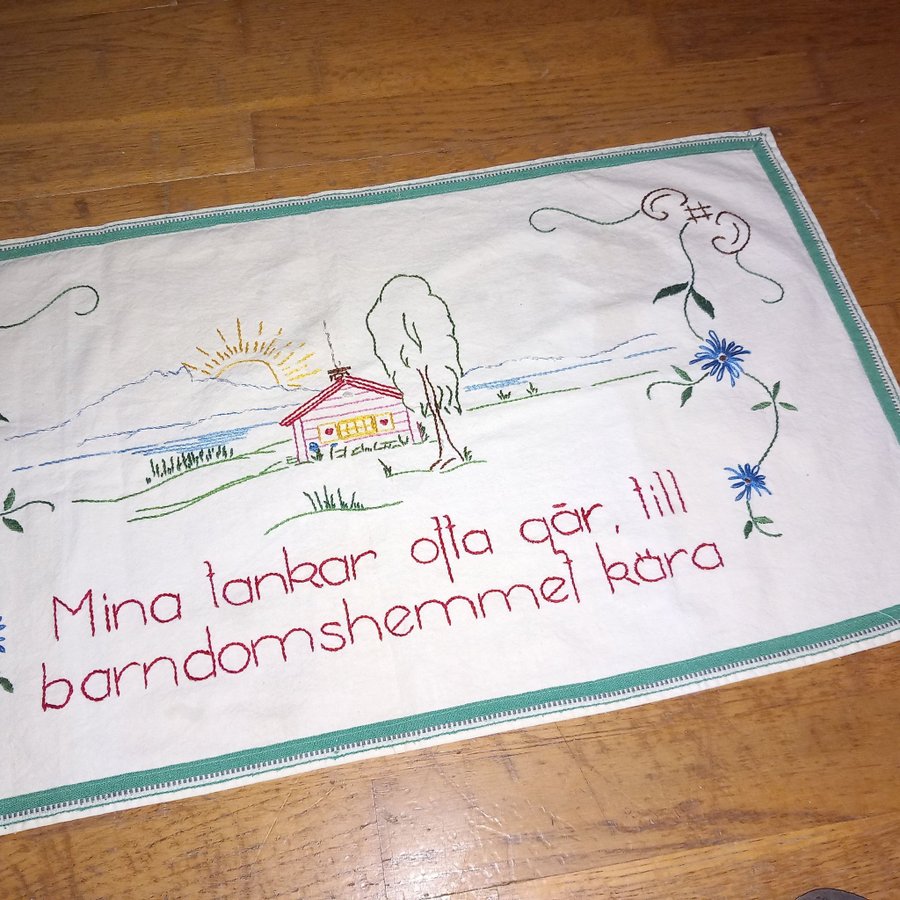 Mina tankar ofta går, till
barndomshemmet kära